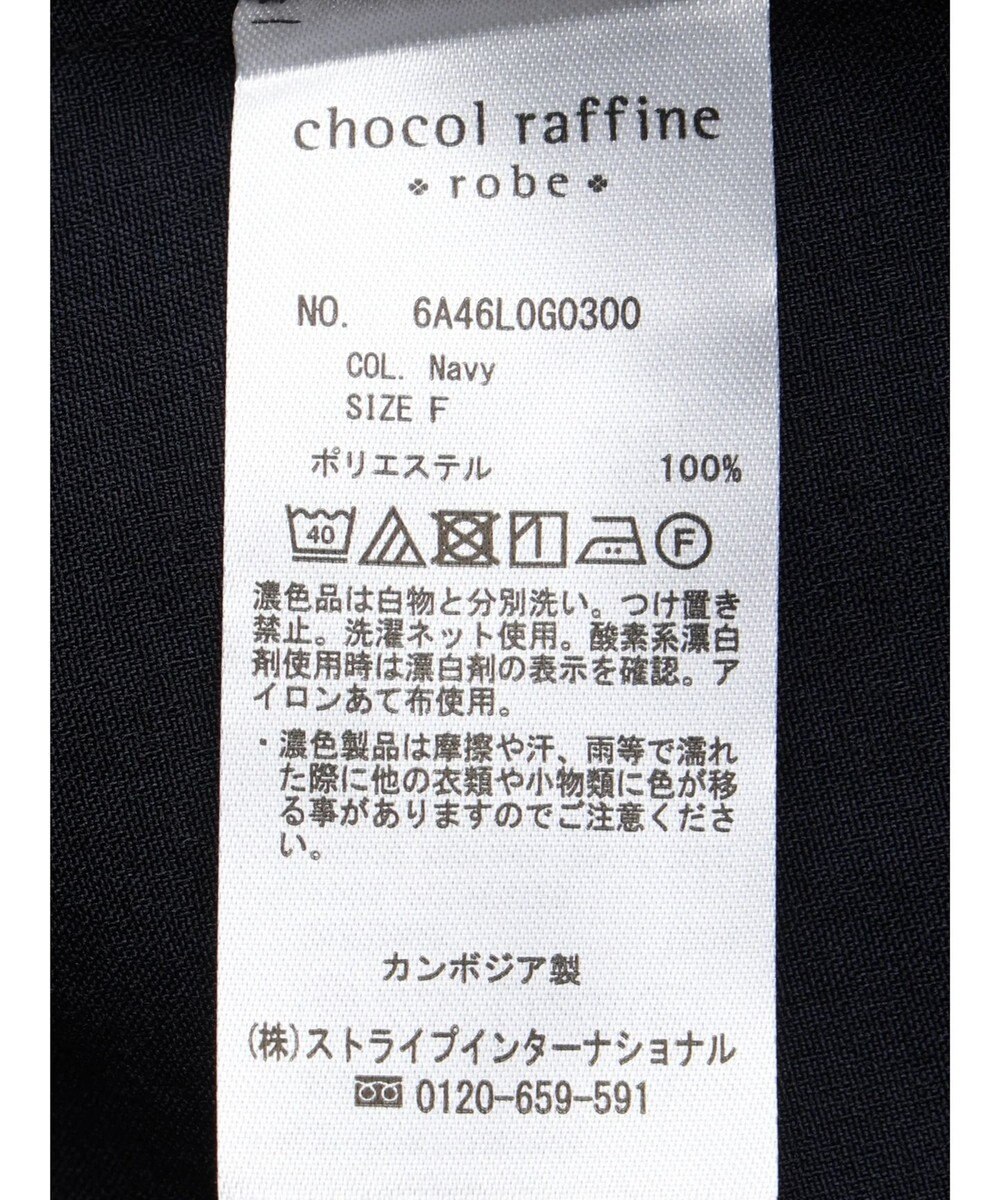 chocol raffine
robe
NO. 6A46L0G0300
COL. Navy
SIZE F
ポリエステル 100%
40 F
濃色品は白物と分別洗い。つけ置き
禁止。洗濯ネット使用。酸素系漂白
剤使用時は漂白剤の表示を確認。ア
イロンあて布使用。
・濃色製品は摩擦や汗、雨等で濡れ
た際に他の衣類や小物類に色が移
る事がありますのでご注意くださ
い。
カンボジア製
(株)ストライプインターナショナル
0120-659-591